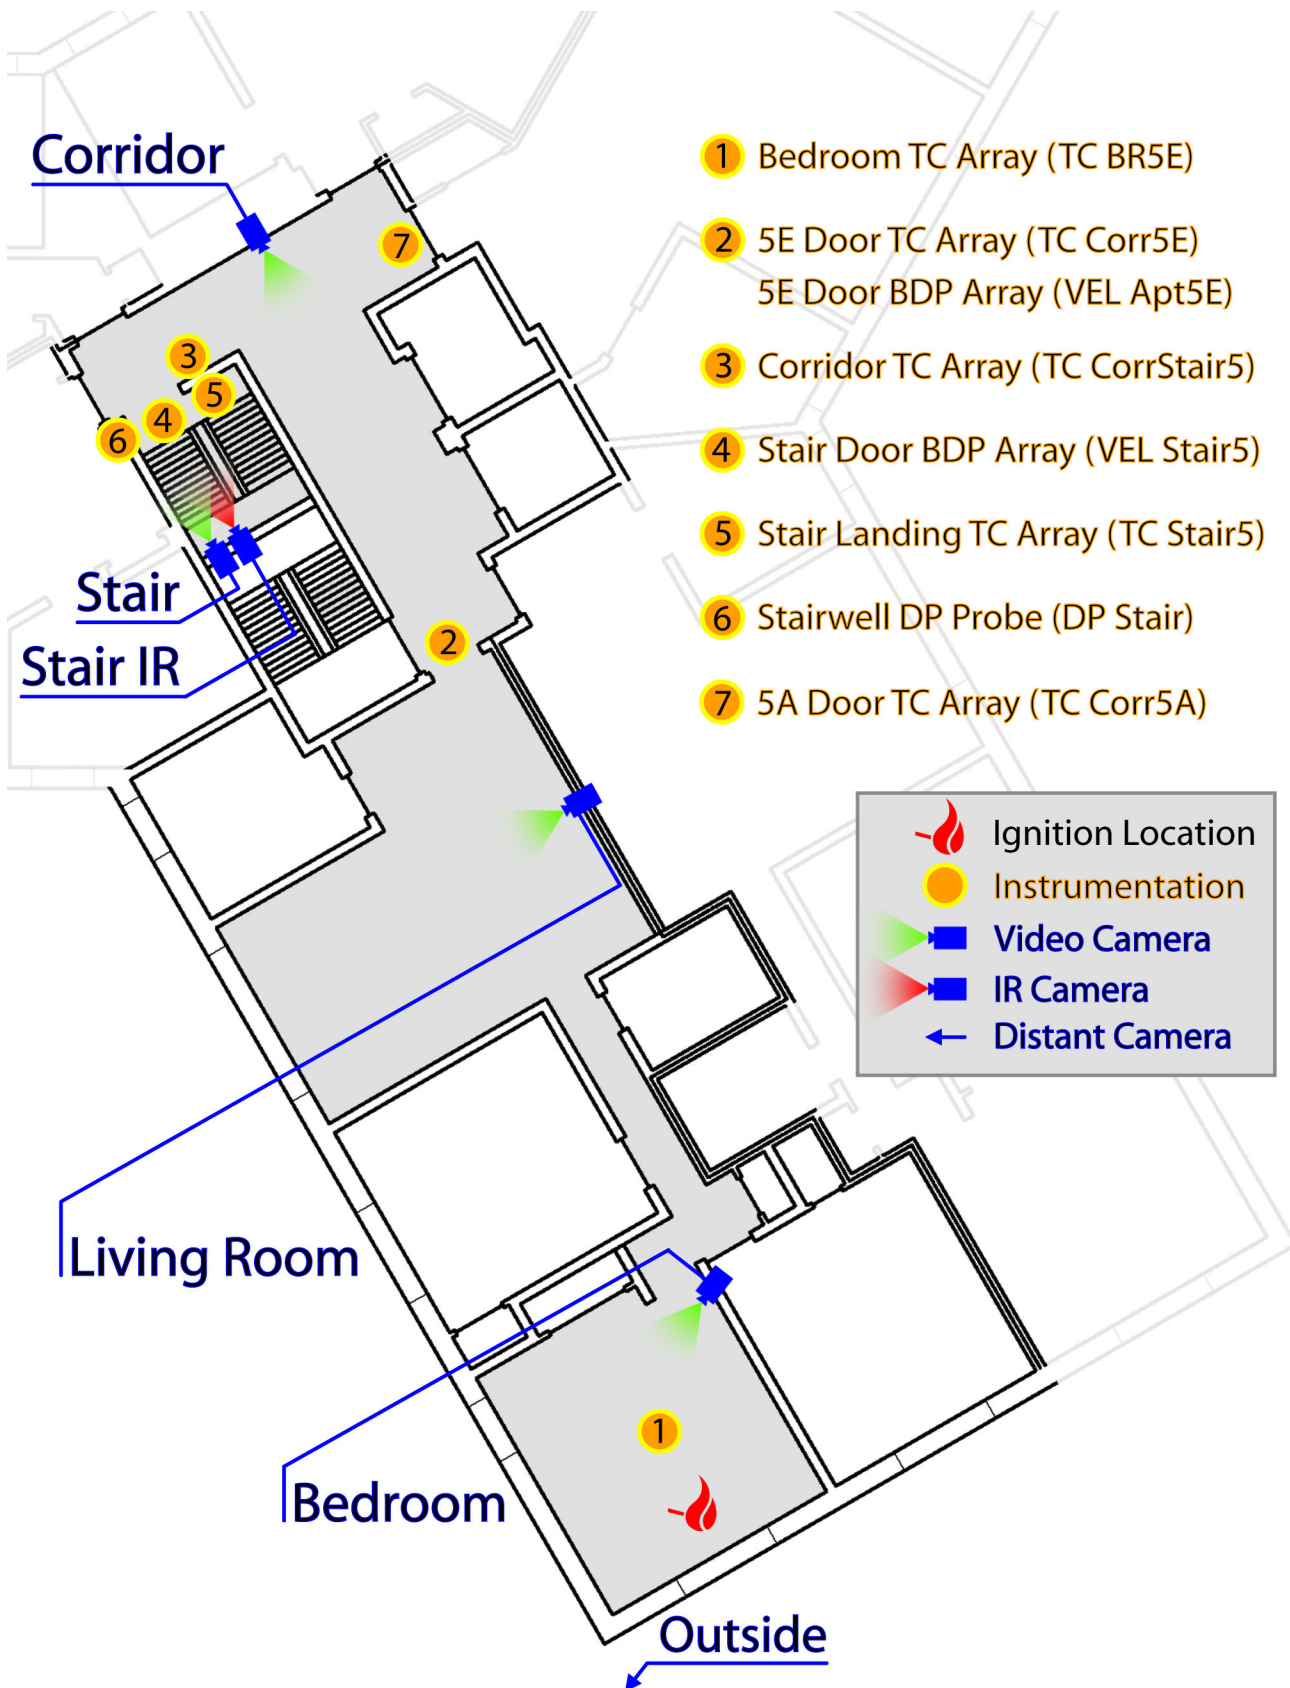 Corridor
1 Bedroom TC Array (TC BR5E)
2 5E Door TC Array (TC Corr5E)
5E Door BDP Array (VEL Apt5E)
3 Corridor TC Array (TC CorrStair5)
4 Stair Door BDP Array (VEL Stair5)
5 Stair Landing TC Array (TC Stair5)
6 Stairwell DP Probe (DP Stair)
7 5A Door TC Array (TC Corr5A)
7
3
5
4
6
Stair
Stair IR
2
Ignition Location
Instrumentation
Video Camera
IR Camera
Distant Camera
Living Room
1
Bedroom
Outside